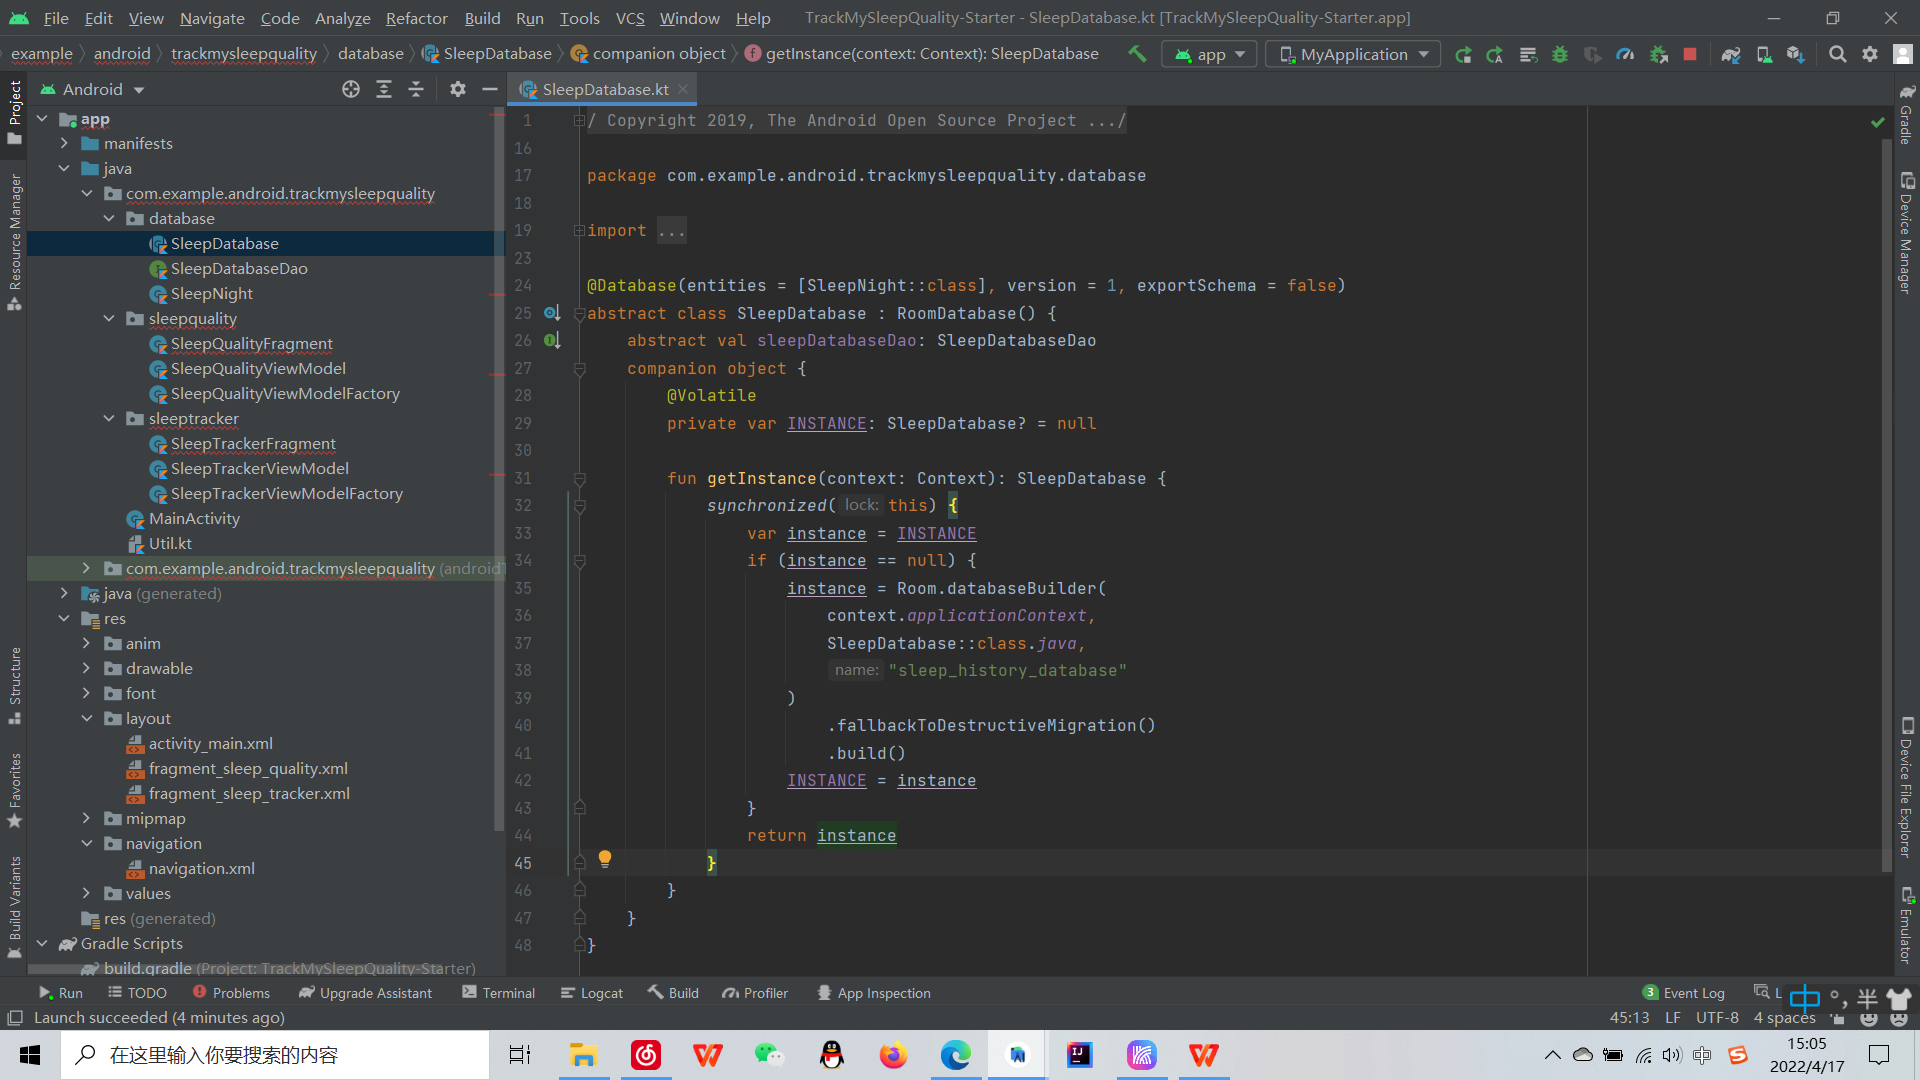 File Edit View Navigate Code Analyze Refactor Build Run Tools VCS Window Help TrackMySleepQuality-Starter - SleepDatabase.kt [TrackMySleepQuality-Starter.app]
example android trackmysleepquality database SleepDatabase companion object getInstance(context: Context): SleepDatabase app MyApplication
Android
SleepDatabase.kt
Project
Resource Manager
Structure
Favorites
Build Variants
app
manifests
java
com.example.android.trackmysleepquality
database
SleepDatabase
SleepDatabaseDao
SleepNight
sleepquality
SleepQualityFragment
SleepQualityViewModel
SleepQualityViewModelFactory
sleeptracker
SleepTrackerFragment
SleepTrackerViewModel
SleepTrackerViewModelFactory
MainActivity
Util.kt
com.example.android.trackmysleepquality (android
java (generated)
res
anim
drawable
font
layout
activity_main.xml
fragment_sleep_quality.xml
fragment_sleep_tracker.xml
mipmap
navigation
navigation.xml
values
res (generated)
Gradle Scripts
build.gradle (Project: TrackMySleepQuality-Starter)
1 / Copyright 2019, The Android Open Source Project .../
16
17 package com.example.android.trackmysleepquality.database
18
19 import ...
23
24 @Database(entities = [SleepNight::class], version = 1, exportSchema = false)
25 abstract class SleepDatabase : RoomDatabase() {
26 abstract val sleepDatabaseDao: SleepDatabaseDao
27 companion object {
28 @Volatile
29 private var INSTANCE: SleepDatabase? = null
30
31 fun getInstance(context: Context): SleepDatabase {
32 synchronized( lock: this) {
33 var instance = INSTANCE
34 if (instance == null) {
35 instance = Room.databaseBuilder(
36 context.applicationContext,
37 SleepDatabase::class.java,
38 name: "sleep_history_database"
39 )
40 .fallbackToDestructiveMigration()
41 .build()
42 INSTANCE = instance
43 }
44 return instance
45 }
46 }
47 }
48 }
Gradle
Device Manager
Device File Explorer
Emulator
Run TODO Problems Upgrade Assistant Terminal Logcat Build Profiler App Inspection 3 Event Log L 中 °, 半
Launch succeeded (4 minutes ago) 45:13 LF UTF-8 4 spaces
在这里输入你要搜索的内容
中
15:05
2022/4/17